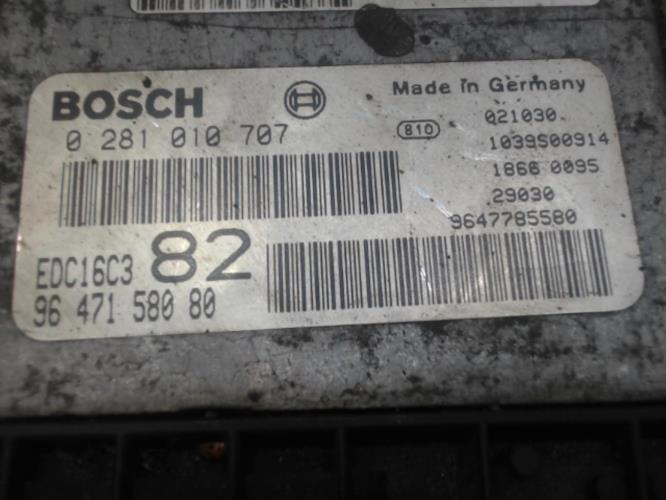 BOSCH
Made in Germany
0 281 010 707
810
021030
1039S00914
1866 0095
29030
9647785580
EDC16C3 82
96 471 580 80